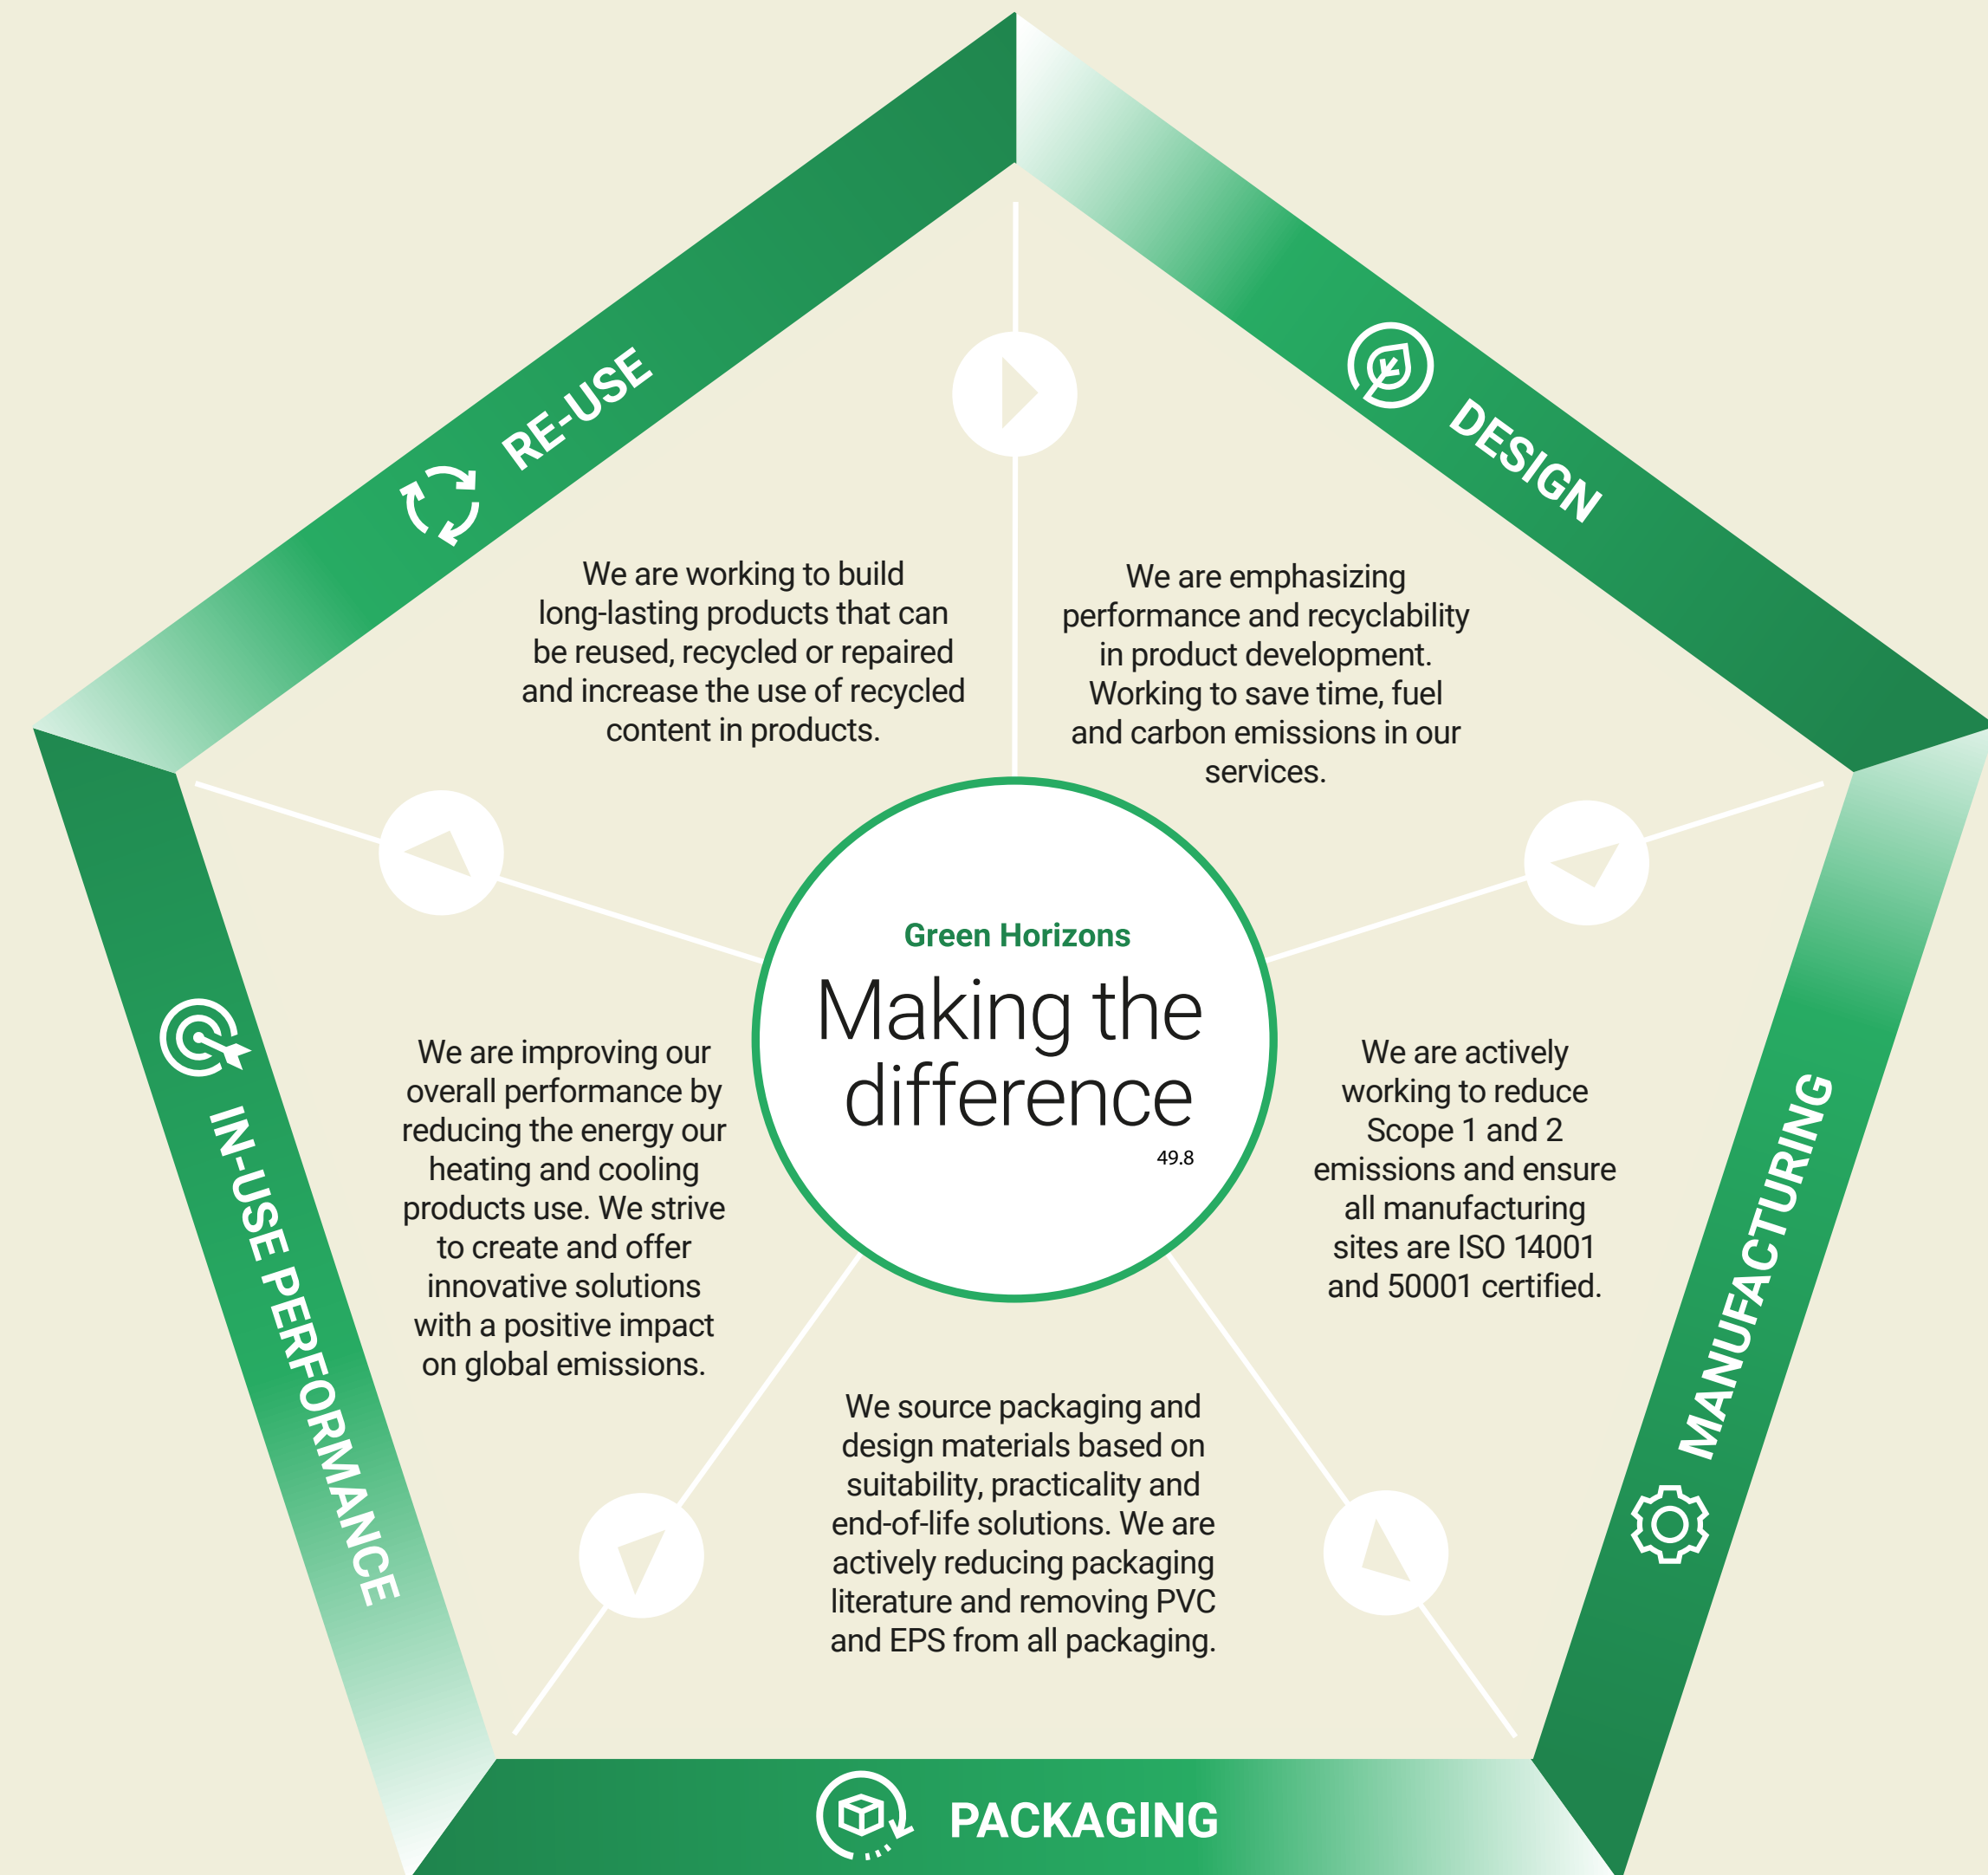 RE-USE
We are working to build
long-lasting products that can
be reused, recycled or repaired
and increase the use of recycled
content in products.
DESIGN
We are emphasizing
performance and recyclability
in product development.
Working to save time, fuel
and carbon emissions in our
services.
Green Horizons
Making the
difference
49.8
IN-USE PERFORMANCE
We are improving our
overall performance by
reducing the energy our
heating and cooling
products use. We strive
to create and offer
innovative solutions
with a positive impact
on global emissions.
MANUFACTURING
We are actively
working to reduce
Scope 1 and 2
emissions and ensure
all manufacturing
sites are ISO 14001
and 50001 certified.
We source packaging and
design materials based on
suitability, practicality and
end-of-life solutions. We are
actively reducing packaging
literature and removing PVC
and EPS from all packaging.
PACKAGING